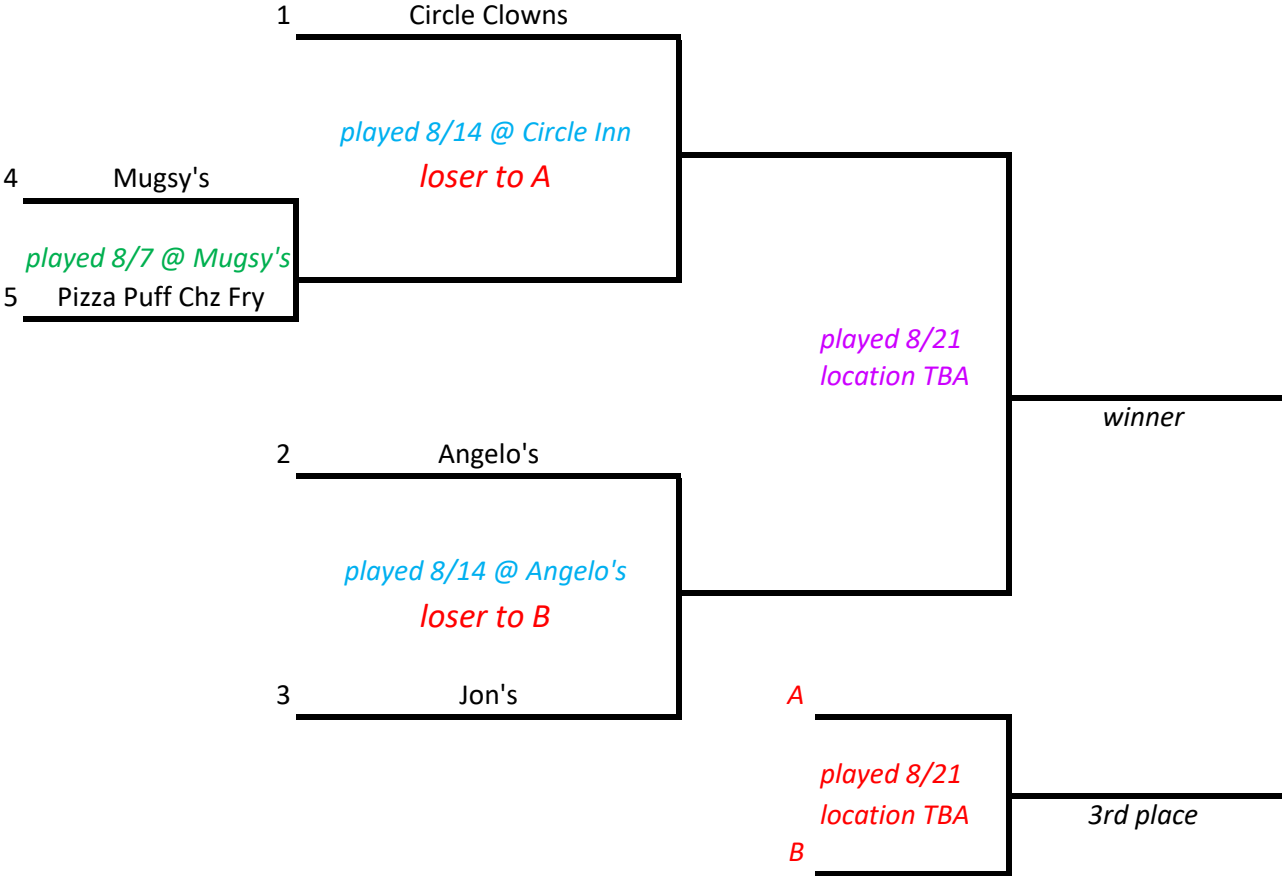 1 Circle Clowns
played 8/14 @ Circle Inn
loser to A
4 Mugsy's
played 8/7 @ Mugsy's
5 Pizza Puff Chz Fry
played 8/21
location TBA
winner
2 Angelo's
played 8/14 @ Angelo's
loser to B
3 Jon's
A
played 8/21
location TBA
3rd place
B